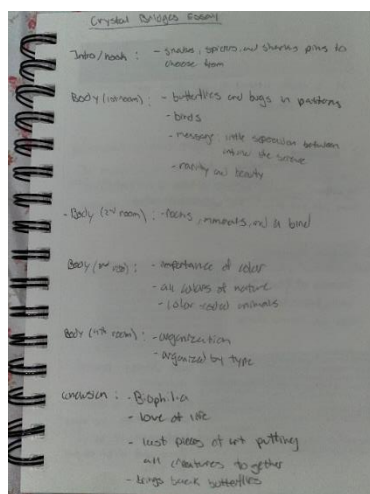 Crystal Bridges Essay
Intro/hook : - snakes, spiders, and sharks pins to
choose from
Body (1st room) : - butterflies and bugs in patterns
- birds
- message: little separation between
nature
- rarity and beauty
- Body (2nd room) : - rocks, minerals, and a bird
Body (3rd room) : - importance of color
- all colors of nature
- color coded animals
Body (4th room) : - organization
- organized by type
Conclusion : - Biophilia
- love of life
- last pieces of art putting
all creatures together
- brings back butterflies